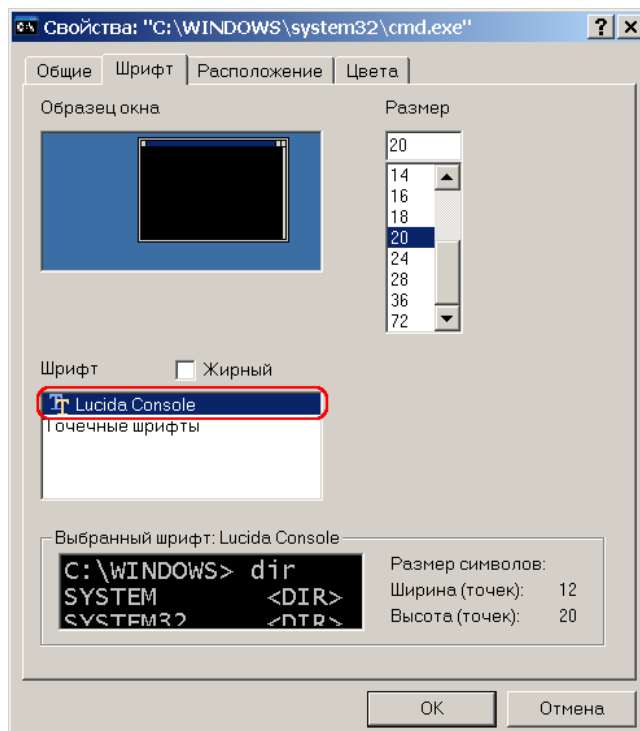 Свойства: "C:\WINDOWS\system32\cmd.exe"
Общие Шрифт Расположение Цвета
Образец окна
Размер
20
14
16
18
20
24
28
36
72
Шрифт Жирный
Lucida Console
Точечные шрифты
Выбранный шрифт: Lucida Console
C:\WINDOWS> dir
SYSTEM <DIR>
SYSTEM32 <DIR>
Размер символов:
Ширина (точек): 12
Высота (точек): 20
OK Отмена